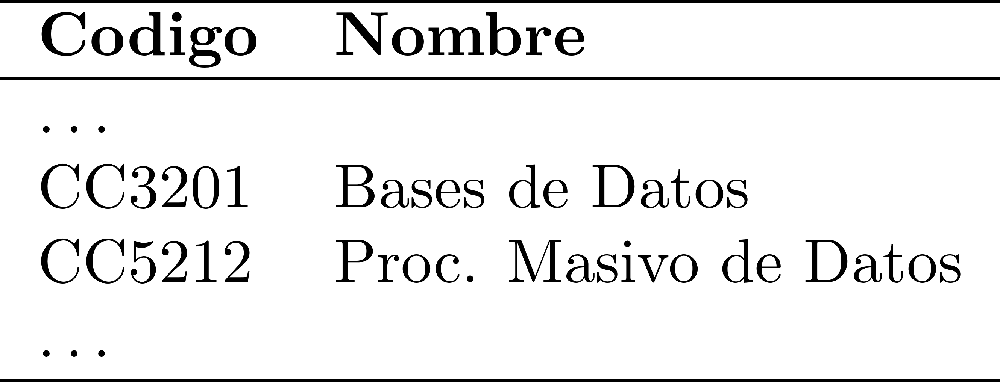 Codigo Nombre
. . .
CC3201 Bases de Datos
CC5212 Proc. Masivo de Datos
. . .